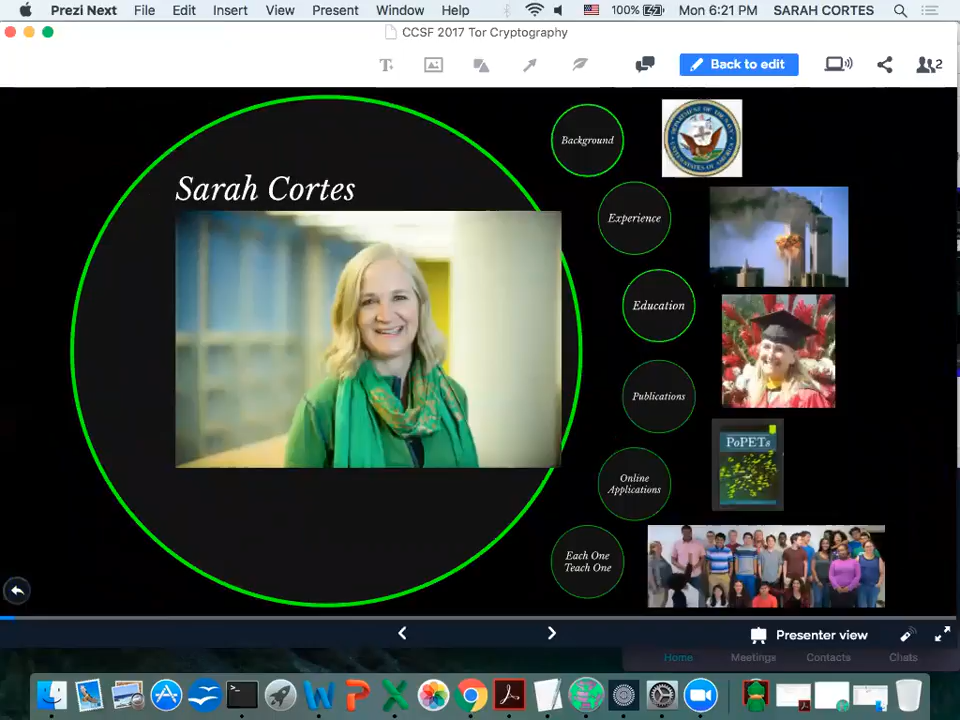 Prezi Next File Edit Insert View Present Window Help 100% Mon 6:21 PM SARAH CORTES
CCSF 2017 Tor Cryptography
Back to edit
2
Sarah Cortes
Background
Experience
Education
Publications
PoPETs
Online
Applications
Each One
Teach One
Presenter view
Home Meetings Contacts Chats